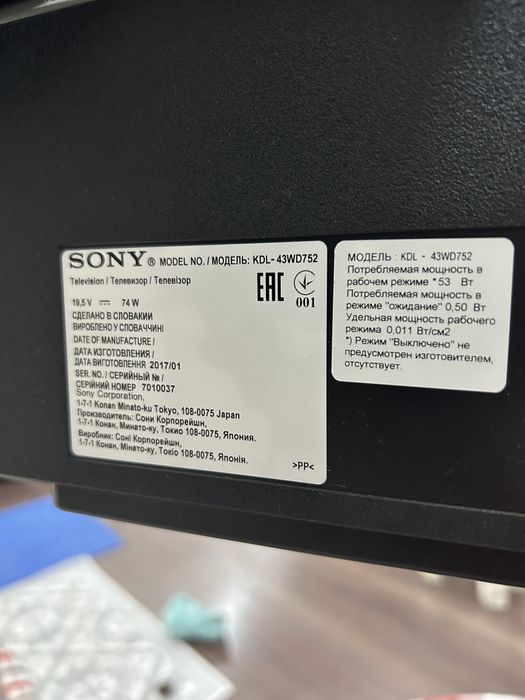 SONY® MODEL NO. / МОДЕЛЬ: KDL-43WD752
Television / Телевизор / Телевізор
EAC
001
19,5 V ⎓ 74 W
СДЕЛАНО В СЛОВАКИИ
ВИРОБЛЕНО У СЛОВАЧЧИНІ
DATE OF MANUFACTURE /
ДАТА ИЗГОТОВЛЕНИЯ /
ДАТА ВИГОТОВЛЕННЯ 2017/01
SER. NO. / СЕРИЙНЫЙ № /
СЕРІЙНИЙ НОМЕР 7010037
Sony Corporation,
1-7-1 Konan Minato-ku Tokyo, 108-0075 Japan
Производитель: Сони Корпорейшн,
1-7-1 Конан, Минато-ку, Токио 108-0075, Япония.
Виробник: Соні Корпорейшн,
1-7-1 Конан, Мінато-ку, Токіо 108-0075, Японія.
>PP<
МОДЕЛЬ : KDL - 43WD752
Потребляемая мощность в
рабочем режиме *53 Вт
Потребляемая мощность в
режиме "ожидание" 0,50 Вт
Удельная мощность рабочего
режима 0,011 Вт/см2
*) Режим "Выключено" не
предусмотрен изготовителем,
отсутствует.